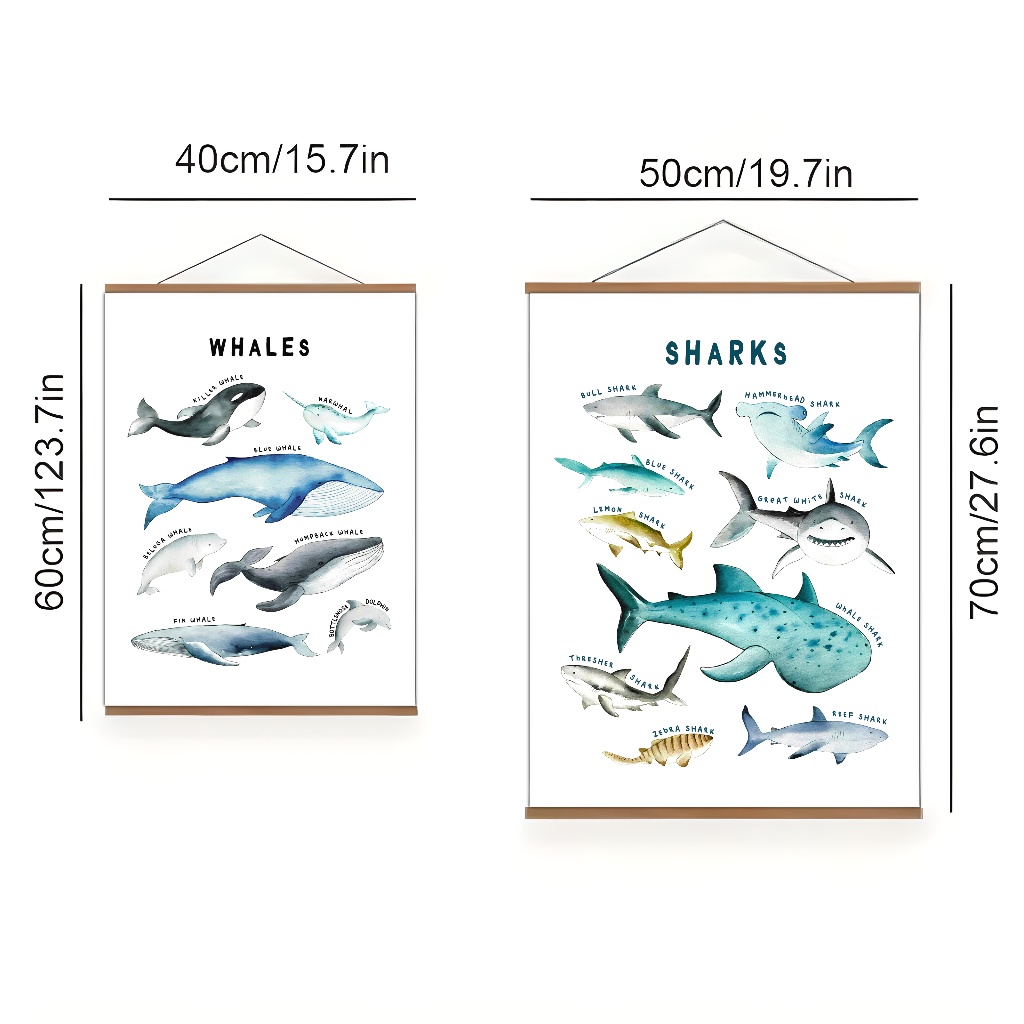 40cm/15.7in
50cm/19.7in
60cm/123.7in
70cm/27.6in
WHALES
KILLER WHALE
NARWHAL
BLUE WHALE
BELUGA WHALE
HUMPBACK WHALE
FIN WHALE
BOTTLENOSE DOLPHIN
SHARKS
BULL SHARK
HAMMERHEAD SHARK
BLUE SHARK
GREAT WHITE SHARK
LEMON SHARK
WHALE SHARK
THRESHER SHARK
ZEBRA SHARK
REEF SHARK